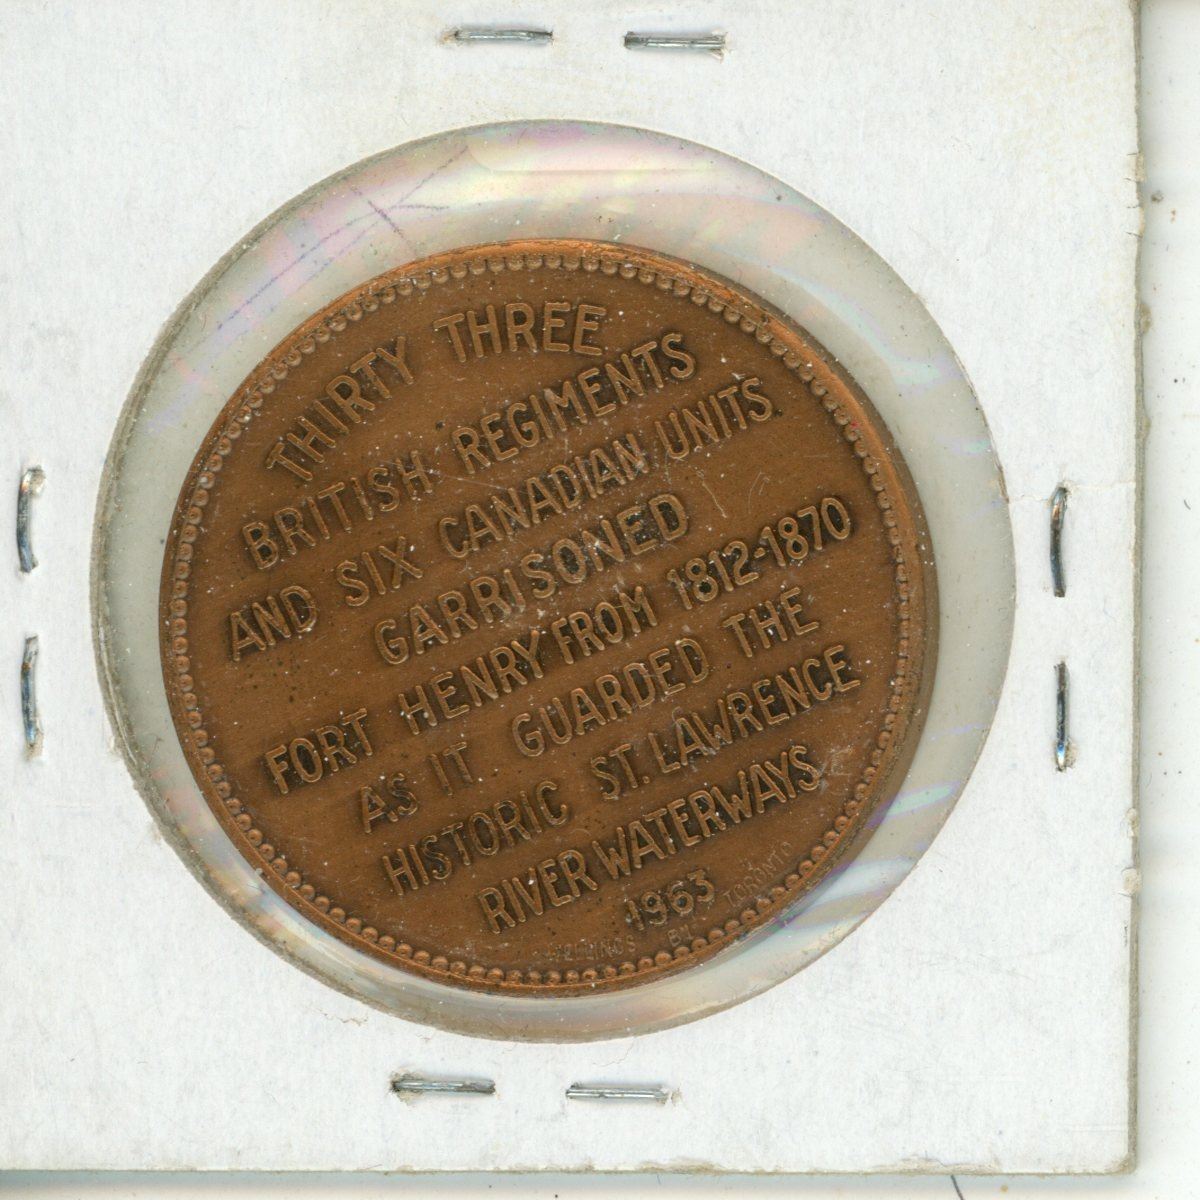 THIRTY THREE
BRITISH REGIMENTS
AND SIX CANADIAN UNITS
GARRISONED
FORT HENRY FROM 1812-1870
AS IT GUARDED THE
HISTORIC ST. LAWRENCE
RIVER WATERWAYS
1963
TORONTO